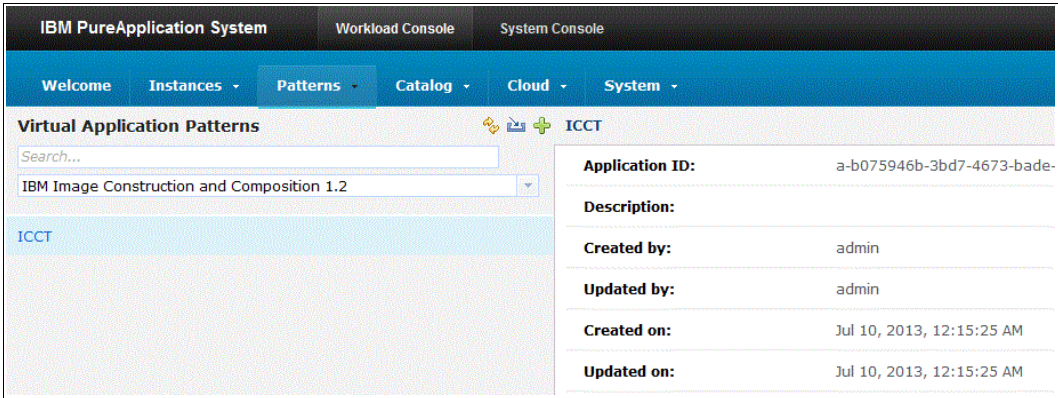 IBM PureApplication System Workload Console System Console
Welcome Instances Patterns Catalog Cloud System
Virtual Application Patterns
Search...
IBM Image Construction and Composition 1.2
ICCT
ICCT
Application ID: a-b075946b-3bd7-4673-bade-
Description:
Created by: admin
Updated by: admin
Created on: Jul 10, 2013, 12:15:25 AM
Updated on: Jul 10, 2013, 12:15:25 AM